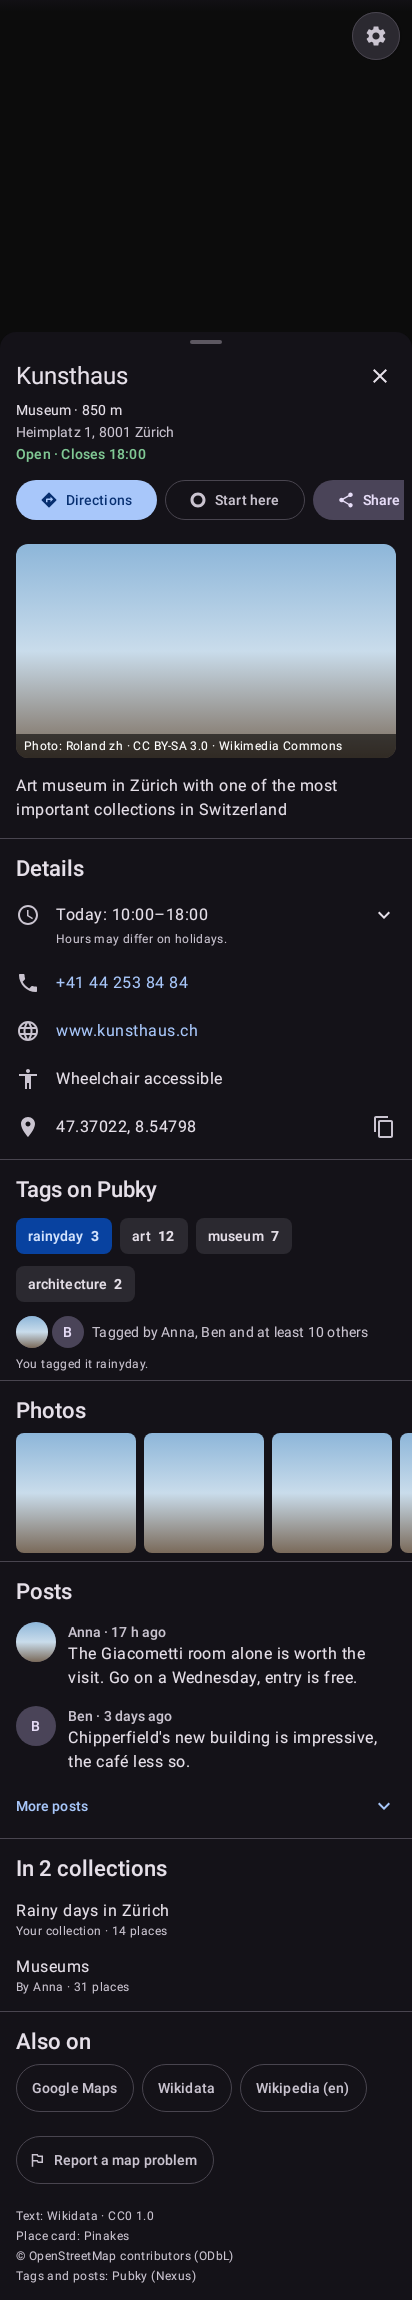 Kunsthaus
Museum · 850 m
Heimplatz 1, 8001 Zürich
Open · Closes 18:00
Directions
Start here
Share
Photo: Roland zh · CC BY-SA 3.0 · Wikimedia Commons
Art museum in Zürich with one of the most
important collections in Switzerland
Details
Today: 10:00–18:00
Hours may differ on holidays.
+41 44 253 84 84
www.kunsthaus.ch
Wheelchair accessible
47.37022, 8.54798
Tags on Pubky
rainyday 3
art 12
museum 7
architecture 2
B
Tagged by Anna, Ben and at least 10 others
You tagged it rainyday.
Photos
Posts
Anna · 17 h ago
The Giacometti room alone is worth the
visit. Go on a Wednesday, entry is free.
B
Ben · 3 days ago
Chipperfield's new building is impressive,
the café less so.
More posts
In 2 collections
Rainy days in Zürich
Your collection · 14 places
Museums
By Anna · 31 places
Also on
Google Maps
Wikidata
Wikipedia (en)
Report a map problem
Text: Wikidata · CC0 1.0
Place card: Pinakes
© OpenStreetMap contributors (ODbL)
Tags and posts: Pubky (Nexus)